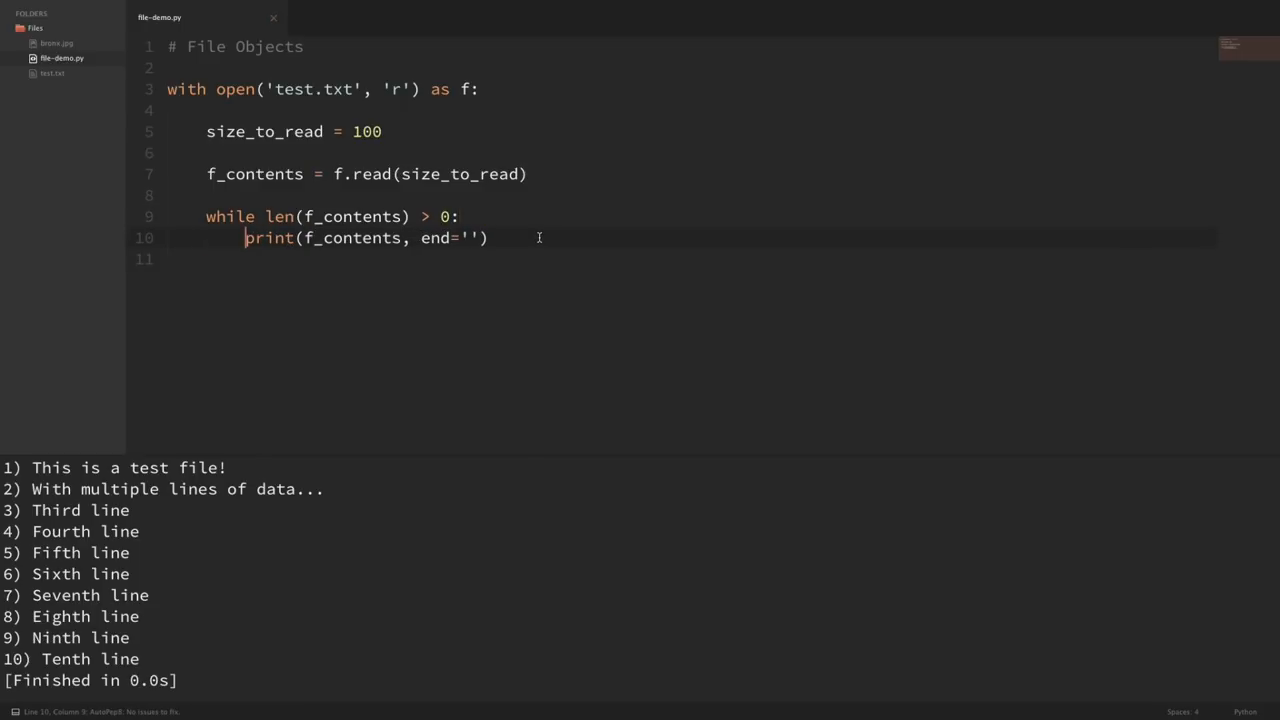 FOLDERS
Files
bronx.jpg
file-demo.py
test.txt
file-demo.py
1 # File Objects
2
3 with open('test.txt', 'r') as f:
4
5 size_to_read = 100
6
7 f_contents = f.read(size_to_read)
8
9 while len(f_contents) > 0:
10 print(f_contents, end='')
11
1) This is a test file!
2) With multiple lines of data...
3) Third line
4) Fourth line
5) Fifth line
6) Sixth line
7) Seventh line
8) Eighth line
9) Ninth line
10) Tenth line
[Finished in 0.0s]
Line 10, Column 9; AutoPep8: No issues to fix.
Spaces: 4
Python